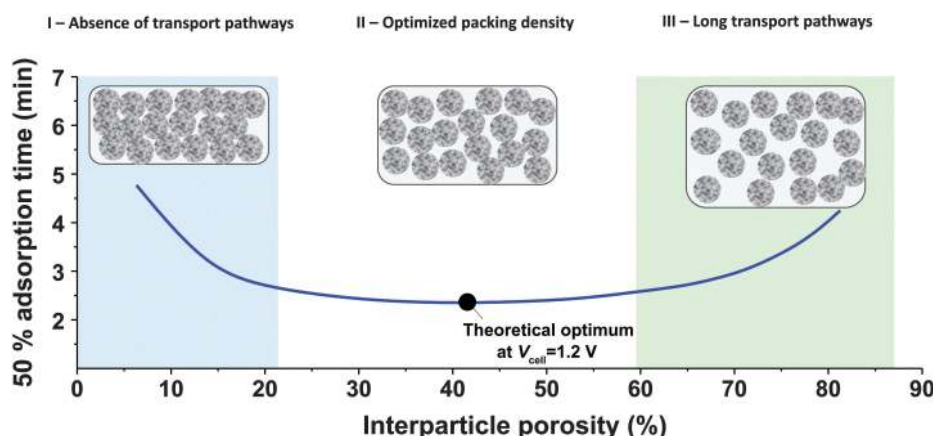 I – Absence of transport pathways
II – Optimized packing density
III – Long transport pathways
50 % adsorption time (min)
7
6
5
4
3
2
Theoretical optimum
at Vcell=1.2 V
0 10 20 30 40 50 60 70 80 90
Interparticle porosity (%)